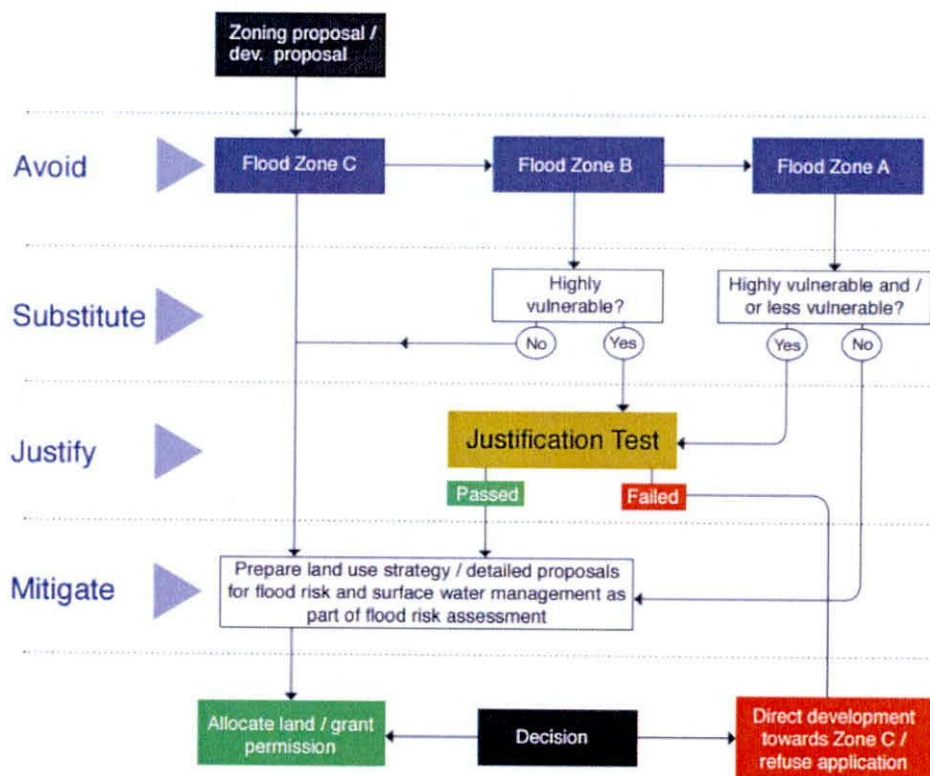 Zoning proposal /
dev. proposal
Avoid
Flood Zone C
Flood Zone B
Flood Zone A
Substitute
Highly
vulnerable?
Highly vulnerable and /
or less vulnerable?
No
Yes
Yes
No
Justify
Justification Test
Passed
Failed
Mitigate
Prepare land use strategy / detailed proposals
for flood risk and surface water management as
part of flood risk assessment
Allocate land / grant
permission
Decision
Direct development
towards Zone C /
refuse application